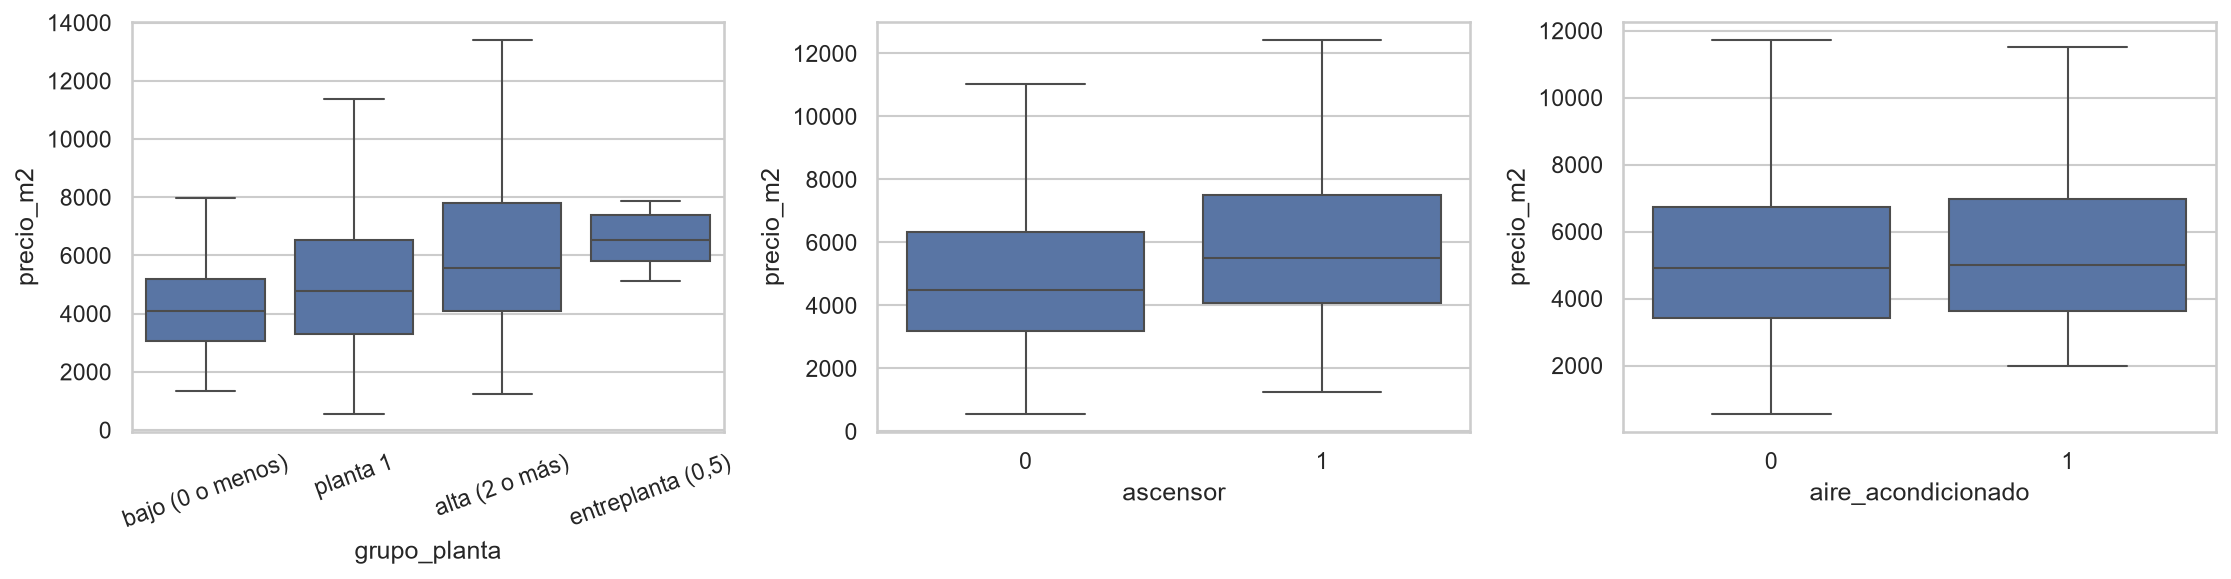 precio_m2
14000
12000
10000
8000
6000
4000
2000
0
bajo (0 o menos)
planta 1
alta (2 o más)
entreplanta (0,5)
grupo_planta
precio_m2
12000
10000
8000
6000
4000
2000
0
0
1
ascensor
precio_m2
12000
10000
8000
6000
4000
2000
0
1
aire_acondicionado